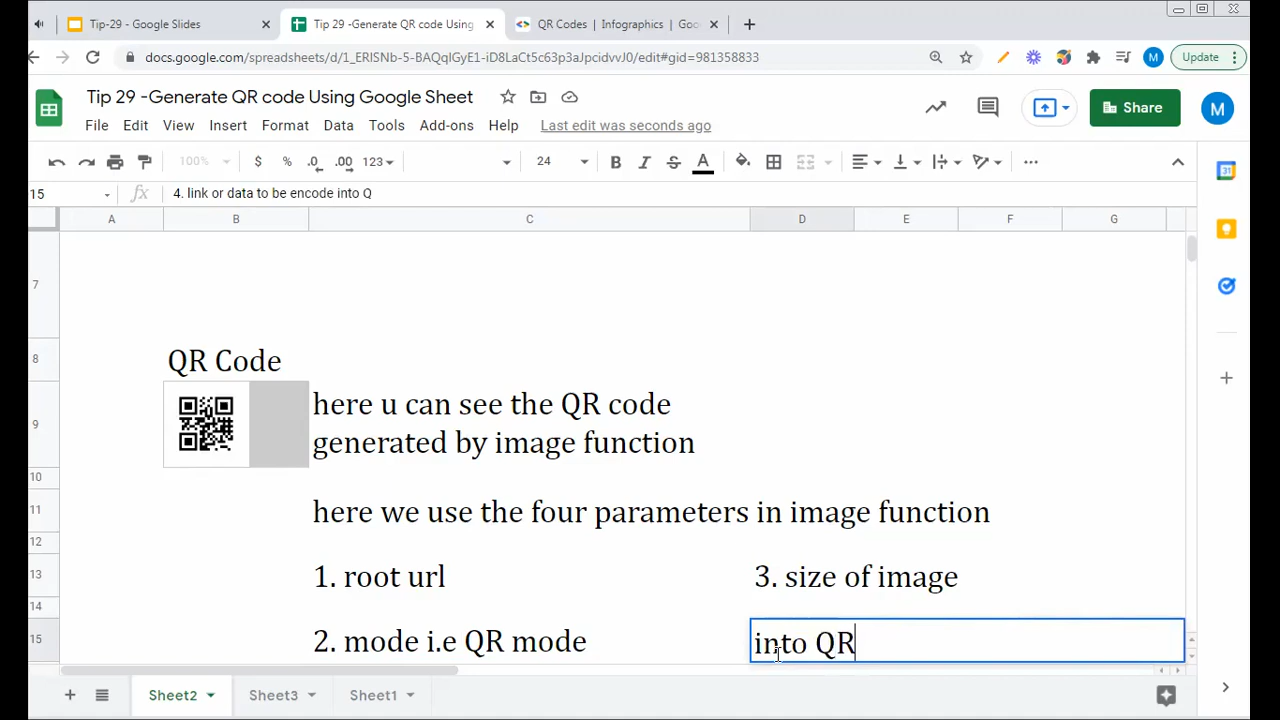 Tip-29 - Google Slides
Tip 29 -Generate QR code Using
QR Codes | Infographics | Goo
docs.google.com/spreadsheets/d/1_ERISNb-5-BAQqIGyE1-iD8LaCt5c63p3aJpcidvvJ0/edit#gid=981358833
M
Update
Tip 29 -Generate QR code Using Google Sheet
Share
M
File Edit View Insert Format Data Tools Add-ons Help Last edit was seconds ago
100% $ % .0 .00 123 24 B I S A
15 fx 4. link or data to be encode into Q
A B C D E F G
7
8 QR Code
9 here u can see the QR code
generated by image function
10
11 here we use the four parameters in image function
12
13 1. root url 3. size of image
14
15 2. mode i.e QR mode into QR
Sheet2 Sheet3 Sheet1
31